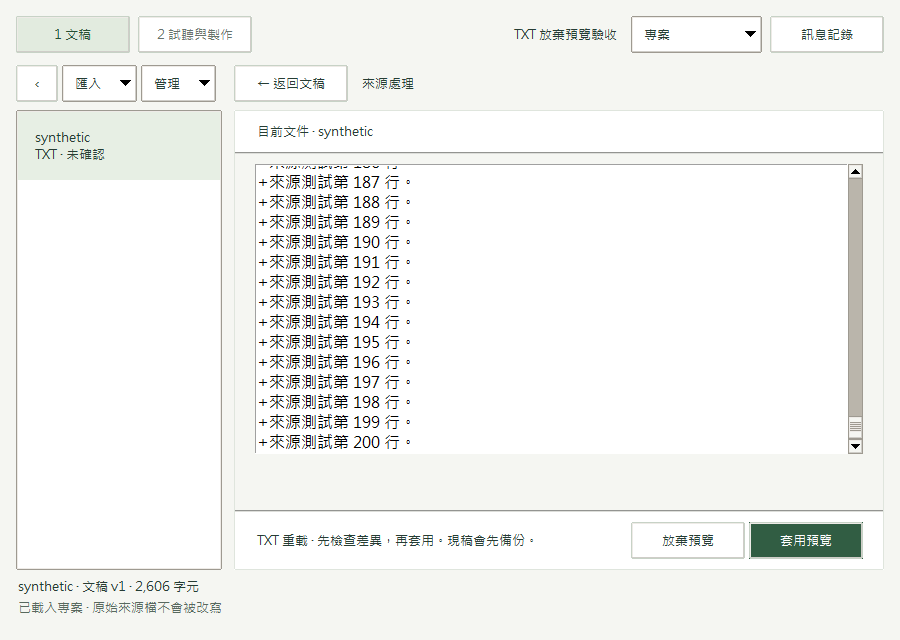 1 文稿
2 試聽與製作
TXT 放棄預覽驗收
專案
訊息記錄
‹
匯入
管理
← 返回文稿
來源處理
synthetic
TXT · 未確認
目前文件 · synthetic
+來源測試第 187 行。
+來源測試第 188 行。
+來源測試第 189 行。
+來源測試第 190 行。
+來源測試第 191 行。
+來源測試第 192 行。
+來源測試第 193 行。
+來源測試第 194 行。
+來源測試第 195 行。
+來源測試第 196 行。
+來源測試第 197 行。
+來源測試第 198 行。
+來源測試第 199 行。
+來源測試第 200 行。
TXT 重載 · 先檢查差異，再套用。現稿會先備份。
放棄預覽
套用預覽
synthetic · 文稿 v1 · 2,606 字元
已載入專案 · 原始來源檔不會被改寫